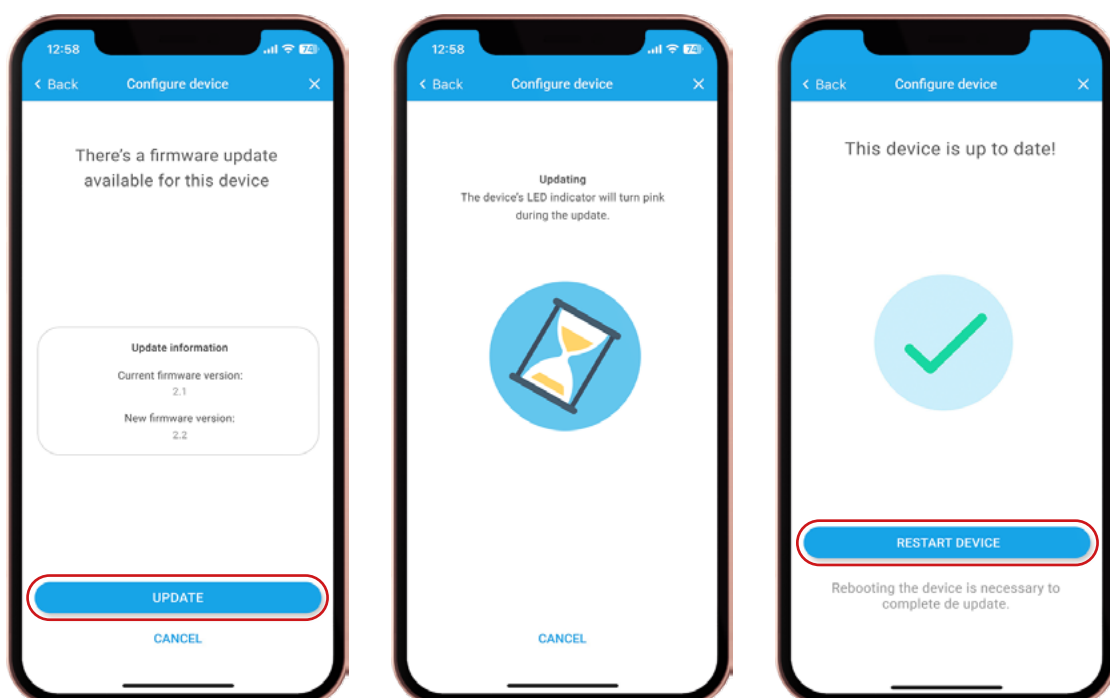 12:58
74
Back
Configure device
There's a firmware update
available for this device
Update information
Current firmware version:
2.1
New firmware version:
2.2
UPDATE
CANCEL
12:58
74
Back
Configure device
Updating
The device's LED indicator will turn pink
during the update.
CANCEL
Back
Configure device
This device is up to date!
RESTART DEVICE
Rebooting the device is necessary to
complete de update.